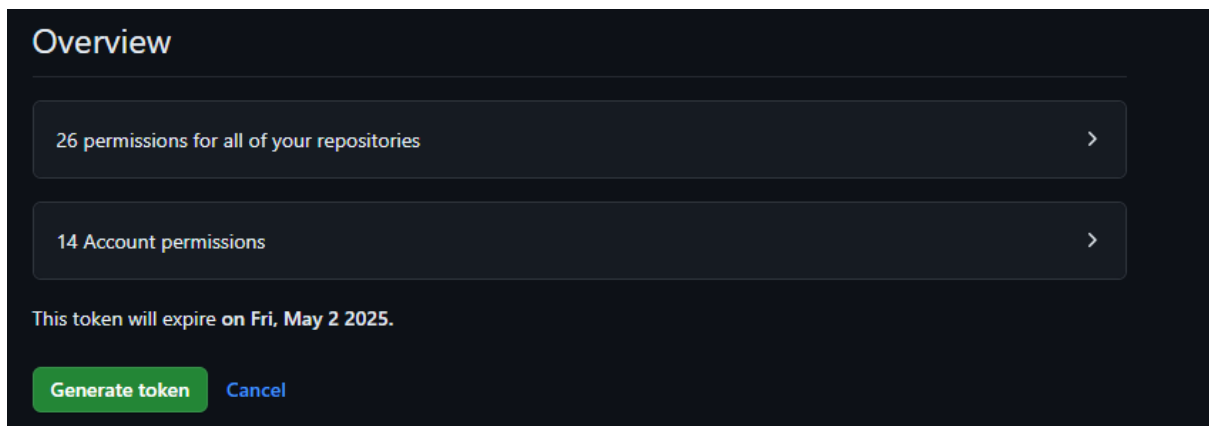 Overview
26 permissions for all of your repositories
14 Account permissions
This token will expire on Fri, May 2 2025.
Generate token Cancel